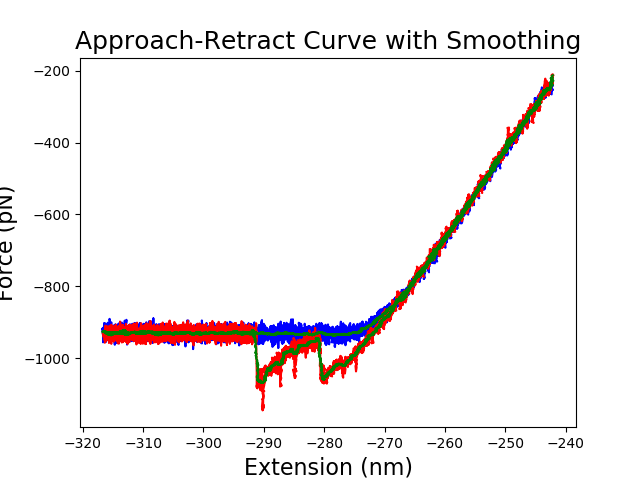 Approach-Retract Curve with Smoothing
Force (pN)
−200
−400
−600
−800
−1000
−320 −310 −300 −290 −280 −270 −260 −250 −240
Extension (nm)